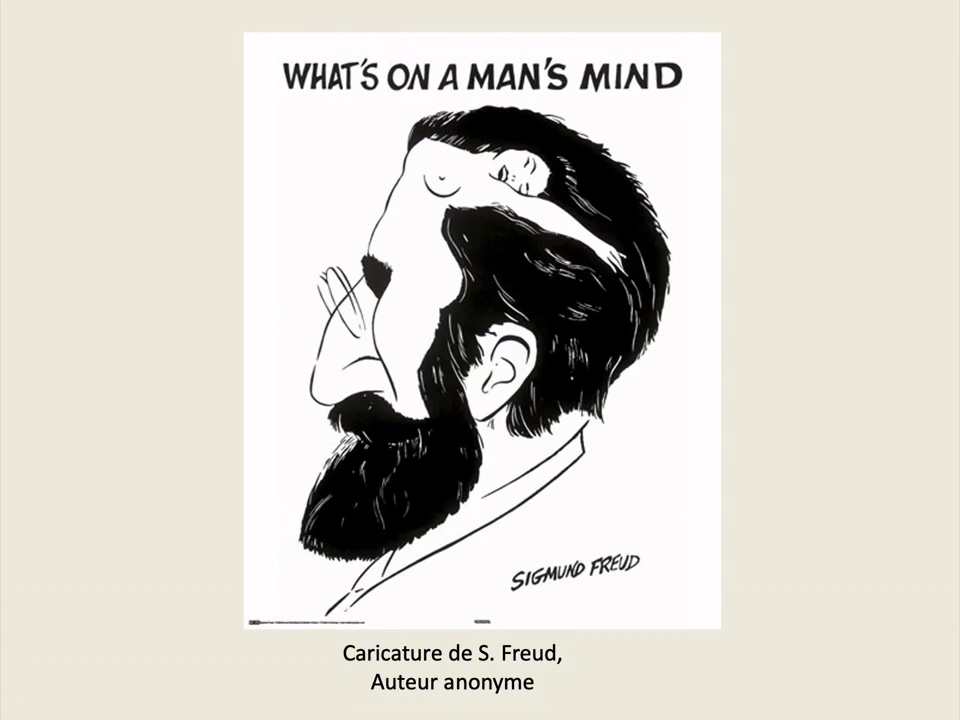 WHAT'S ON A MAN'S MIND
SIGMUND FREUD
Caricature de S. Freud,
Auteur anonyme